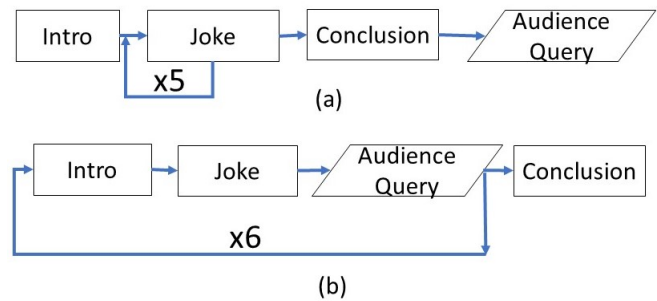 Intro
Joke
Conclusion
Audience
Query
x5
(a)
Intro
Joke
Audience
Query
Conclusion
x6
(b)